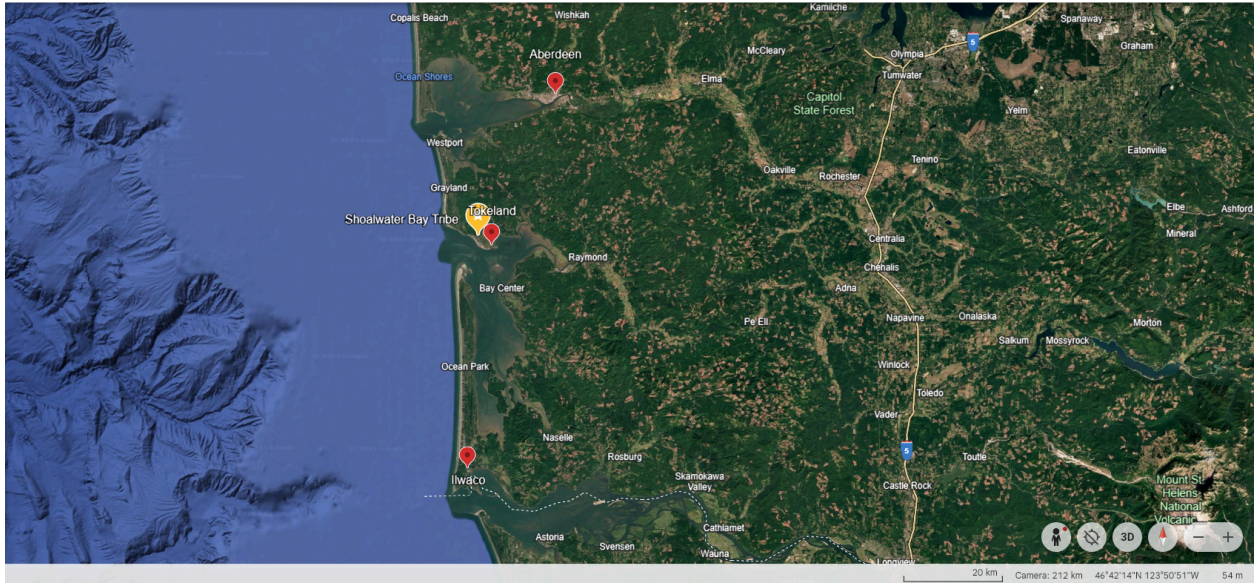 Copalis Beach
Wishkah
Kamilche
Spanaway
Graham
McCleary
Olympia
5
Aberdeen
Ocean Shores
Elma
Tumwater
Capitol
State Forest
Yelm
Westport
Eatonville
Oakville
Rochester
Tenino
Grayland
Shoalwater Bay Tribe
Tokeland
Elbe
Ashford
Mineral
Centralia
Raymond
Chehalis
Bay Center
Adna
Napavine
Onalaska
Pe Ell
Morton
Salkum
Mossyrock
Ocean Park
Winlock
Toledo
Vader
Naselle
Rosburg
5
Toutle
Ilwaco
Skamokawa
Valley
Castle Rock
Mount St
Helens
National
Volcanic
Cathlamet
Astoria
Svensen
Wauna
Longview
3D
20 km
Camera: 212 km 46°42'14"N 123°50'51"W 54 m